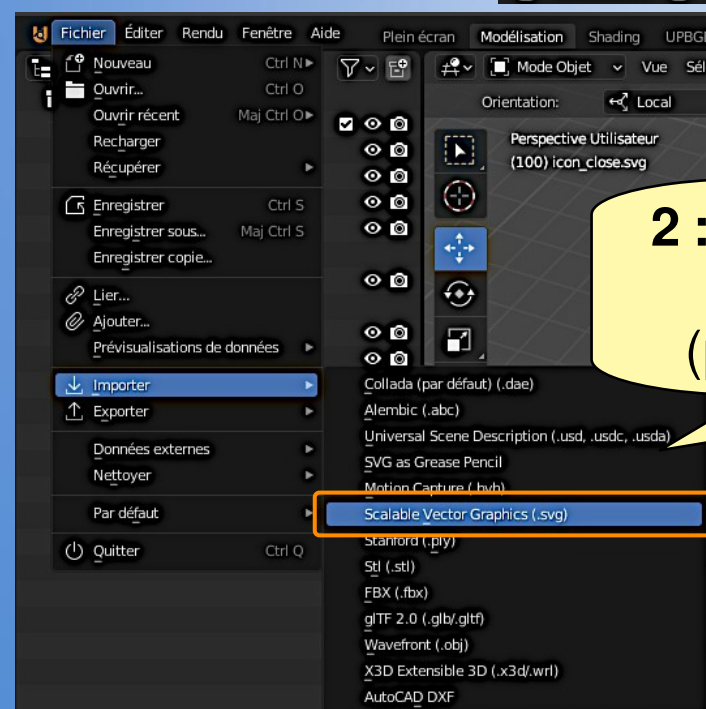 Fichier Éditer Rendu Fenêtre Aide Plein écran Modélisation Shading UPBG
Nouveau Ctrl N
Mode Objet Vue Sél
Ouvrir... Ctrl O
Orientation: Local
Ouvrir récent Maj Ctrl O
Recharger
Perspective Utilisateur
Récupérer
(100) icon_close.svg
Enregistrer Ctrl S
Enregistrer sous... Maj Ctrl S
Enregistrer copie...
2 :
Lier...
Ajouter...
Prévisualisations de données
(p
Importer
Exporter
Données externes
Nettoyer
Par défaut
Quitter Ctrl Q
Collada (par défaut) (.dae)
Alembic (.abc)
Universal Scene Description (.usd, .usdc, .usda)
SVG as Grease Pencil
Motion Capture (.bvh)
Scalable Vector Graphics (.svg)
Stanford (.ply)
Stl (.stl)
FBX (.fbx)
glTF 2.0 (.glb/.gltf)
Wavefront (.obj)
X3D Extensible 3D (.x3d/.wrl)
AutoCAD DXF